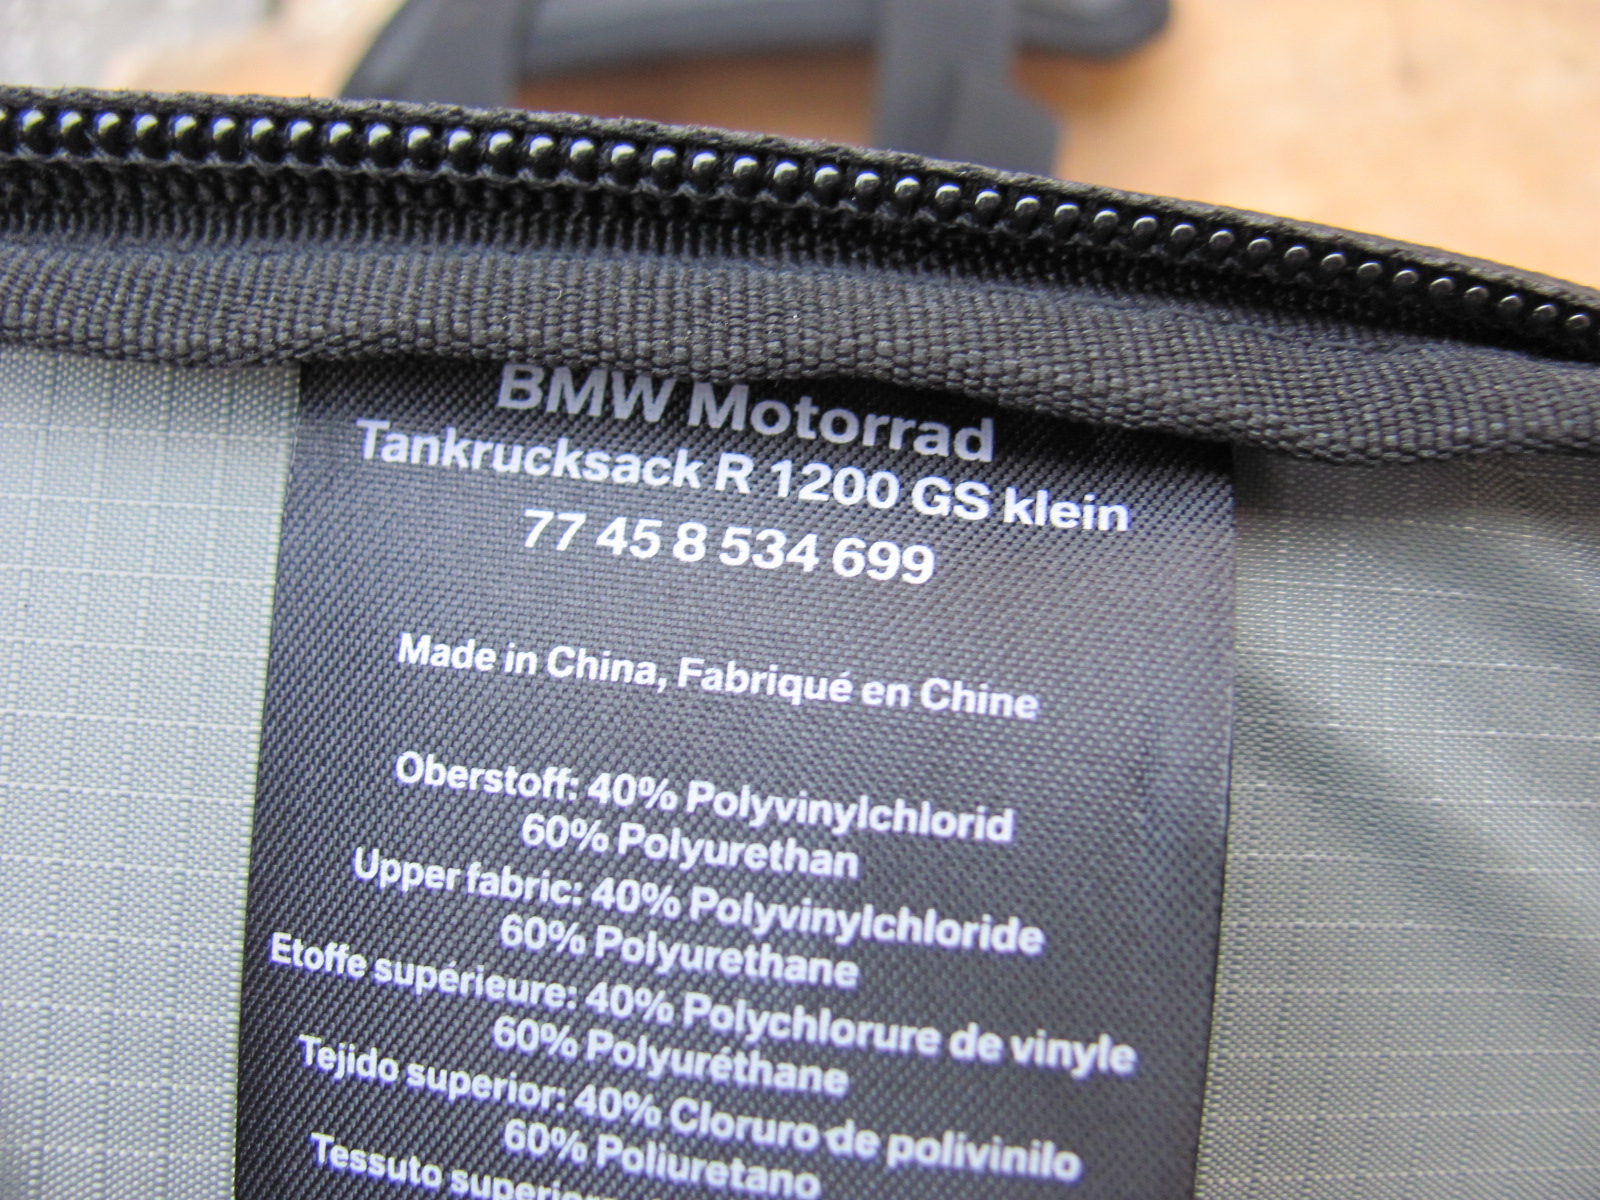 BMW Motorrad
Tankrucksack R 1200 GS klein
77 45 8 534 699
Made in China, Fabriqué en Chine
Oberstoff: 40% Polyvinylchlorid
60% Polyurethan
Upper fabric: 40% Polyvinylchloride
60% Polyurethane
Etoffe supérieure: 40% Polychlorure de vinyle
60% Polyuréthane
Tejido superior: 40% Cloruro de polivinilo
60% Poliuretano
Tessuto